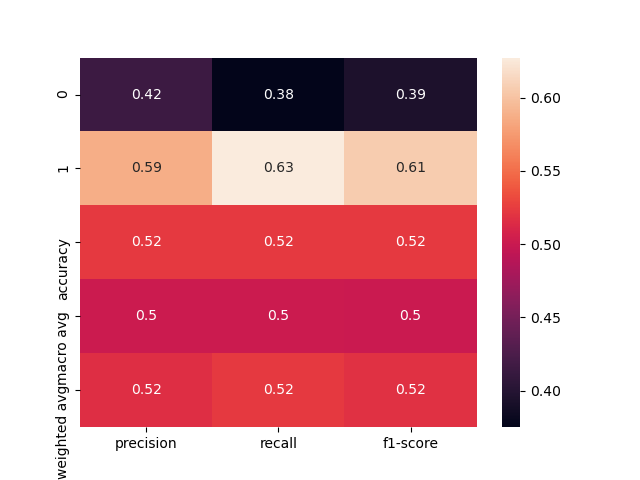 0 0.42 0.38 0.39
1 0.59 0.63 0.61
accuracy 0.52 0.52 0.52
macro avg 0.5 0.5 0.5
weighted avg 0.52 0.52 0.52
precision recall f1-score
0.60
0.55
0.50
0.45
0.40